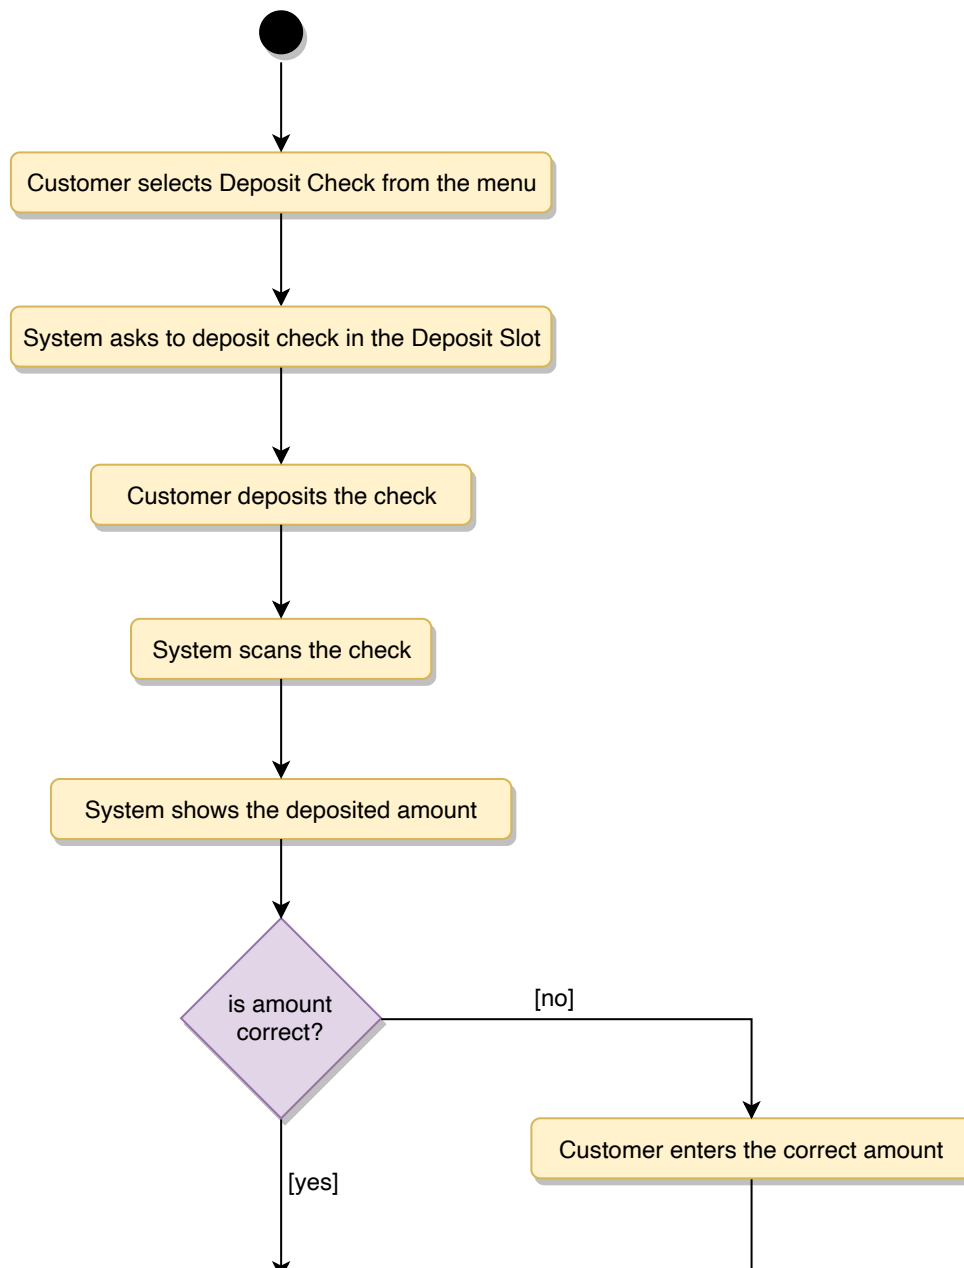 Customer selects Deposit Check from the menu
System asks to deposit check in the Deposit Slot
Customer deposits the check
System scans the check
System shows the deposited amount
is amount
correct?
[no]
Customer enters the correct amount
[yes]